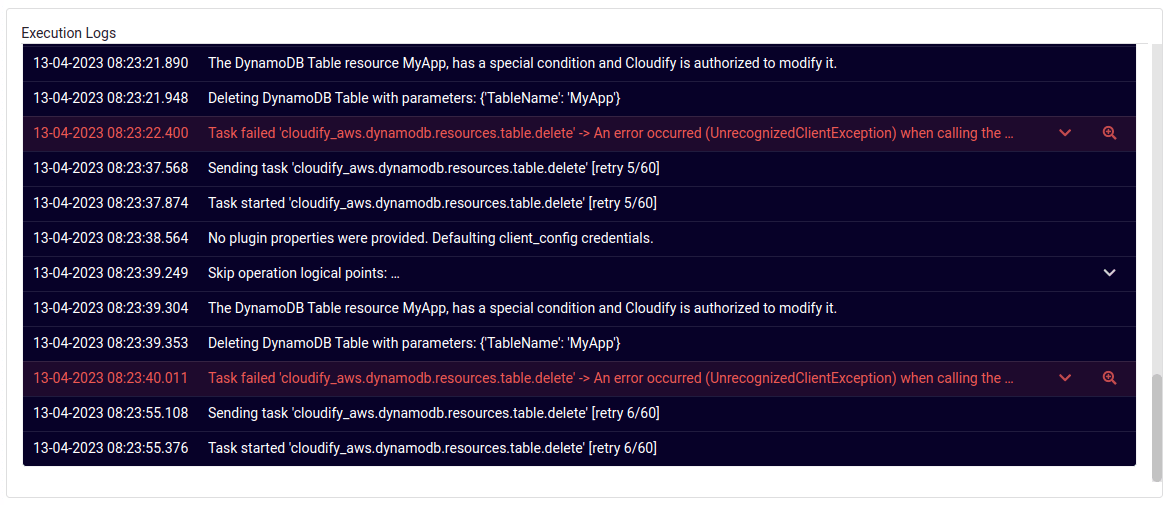 Execution Logs
13-04-2023 08:23:21.890 The DynamoDB Table resource MyApp, has a special condition and Cloudify is authorized to modify it.
13-04-2023 08:23:21.948 Deleting DynamoDB Table with parameters: {'TableName': 'MyApp'}
13-04-2023 08:23:22.400 Task failed 'cloudify_aws.dynamodb.resources.table.delete' -> An error occurred (UnrecognizedClientException) when calling the ...
13-04-2023 08:23:37.568 Sending task 'cloudify_aws.dynamodb.resources.table.delete' [retry 5/60]
13-04-2023 08:23:37.874 Task started 'cloudify_aws.dynamodb.resources.table.delete' [retry 5/60]
13-04-2023 08:23:38.564 No plugin properties were provided. Defaulting client_config credentials.
13-04-2023 08:23:39.249 Skip operation logical points: ...
13-04-2023 08:23:39.304 The DynamoDB Table resource MyApp, has a special condition and Cloudify is authorized to modify it.
13-04-2023 08:23:39.353 Deleting DynamoDB Table with parameters: {'TableName': 'MyApp'}
13-04-2023 08:23:40.011 Task failed 'cloudify_aws.dynamodb.resources.table.delete' -> An error occurred (UnrecognizedClientException) when calling the ...
13-04-2023 08:23:55.108 Sending task 'cloudify_aws.dynamodb.resources.table.delete' [retry 6/60]
13-04-2023 08:23:55.376 Task started 'cloudify_aws.dynamodb.resources.table.delete' [retry 6/60]